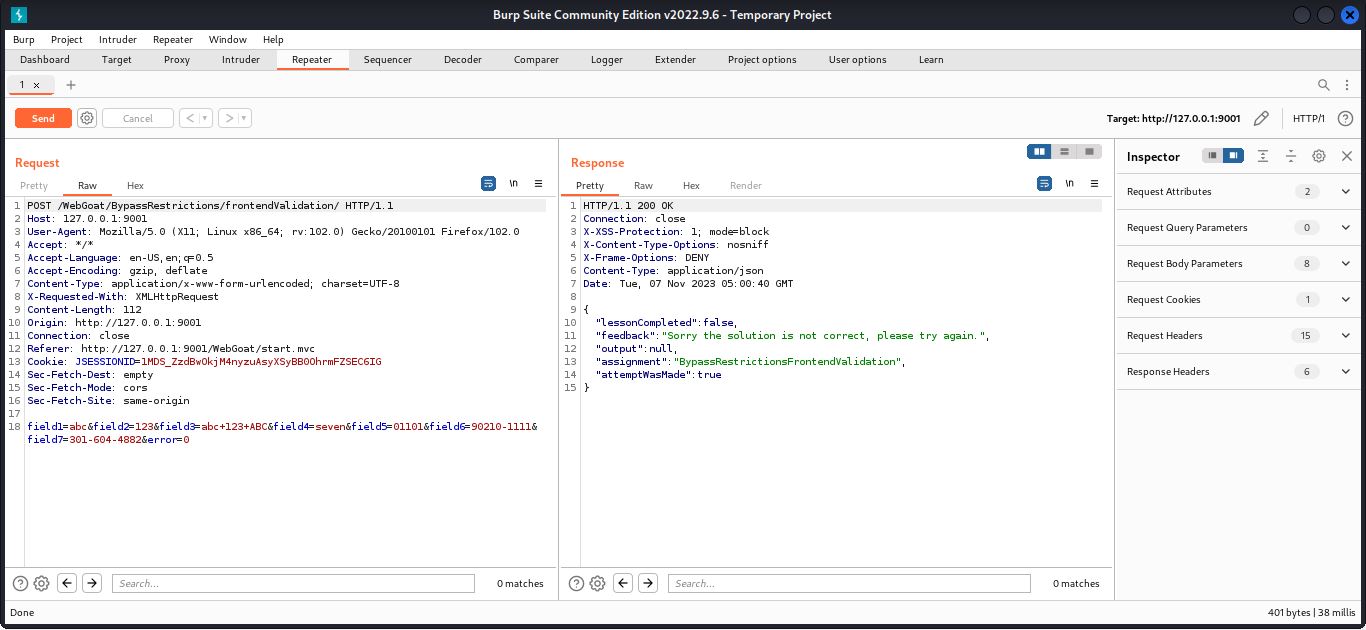 Burp Suite Community Edition v2022.9.6 - Temporary Project
Burp Project Intruder Repeater Window Help
Dashboard Target Proxy Intruder Repeater Sequencer Decoder Comparer Logger Extender Project options User options Learn
1 × +
Send Cancel < > Target: http://127.0.0.1:9001 HTTP/1 ?
Request
Pretty Raw Hex \n
1 POST /WebGoat/BypassRestrictions/frontendValidation/ HTTP/1.1
2 Host: 127.0.0.1:9001
3 User-Agent: Mozilla/5.0 (X11; Linux x86_64; rv:102.0) Gecko/20100101 Firefox/102.0
4 Accept: */*
5 Accept-Language: en-US,en;q=0.5
6 Accept-Encoding: gzip, deflate
7 Content-Type: application/x-www-form-urlencoded; charset=UTF-8
8 X-Requested-With: XMLHttpRequest
9 Content-Length: 112
10 Origin: http://127.0.0.1:9001
11 Connection: close
12 Referer: http://127.0.0.1:9001/WebGoat/start.mvc
13 Cookie: JSESSIONID=1MDS_ZzdBwOkjM4nyzuAsyXSyBB0OhrmFZSEC6IG
14 Sec-Fetch-Dest: empty
15 Sec-Fetch-Mode: cors
16 Sec-Fetch-Site: same-origin
17
18 field1=abc&field2=123&field3=abc+123+ABC&field4=seven&field5=01101&field6=90210-1111&
field7=301-604-4882&error=0
? Search... 0 matches
Response
Pretty Raw Hex Render \n
1 HTTP/1.1 200 OK
2 Connection: close
3 X-XSS-Protection: 1; mode=block
4 X-Content-Type-Options: nosniff
5 X-Frame-Options: DENY
6 Content-Type: application/json
7 Date: Tue, 07 Nov 2023 05:00:40 GMT
8
9 {
10 "lessonCompleted":false,
11 "feedback":"Sorry the solution is not correct, please try again.",
12 "output":null,
13 "assignment":"BypassRestrictionsFrontendValidation",
14 "attemptWasMade":true
15 }
? Search... 0 matches
Inspector
Request Attributes 2
Request Query Parameters 0
Request Body Parameters 8
Request Cookies 1
Request Headers 15
Response Headers 6
Done 401 bytes | 38 millis